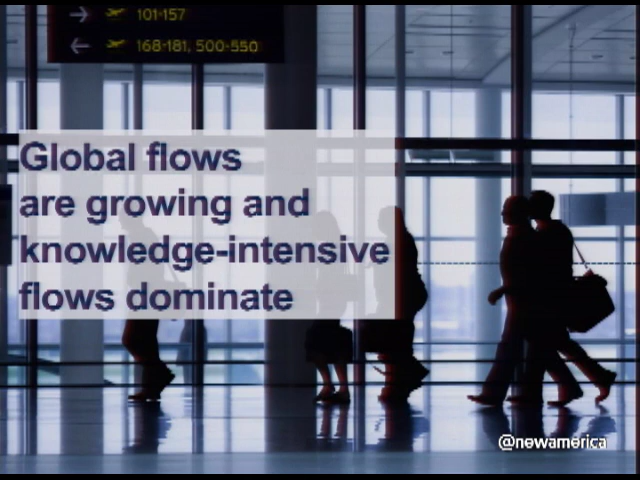 101-157
168-181, 500-550
Global flows
are growing and
knowledge-intensive
flows dominate
@newamerica